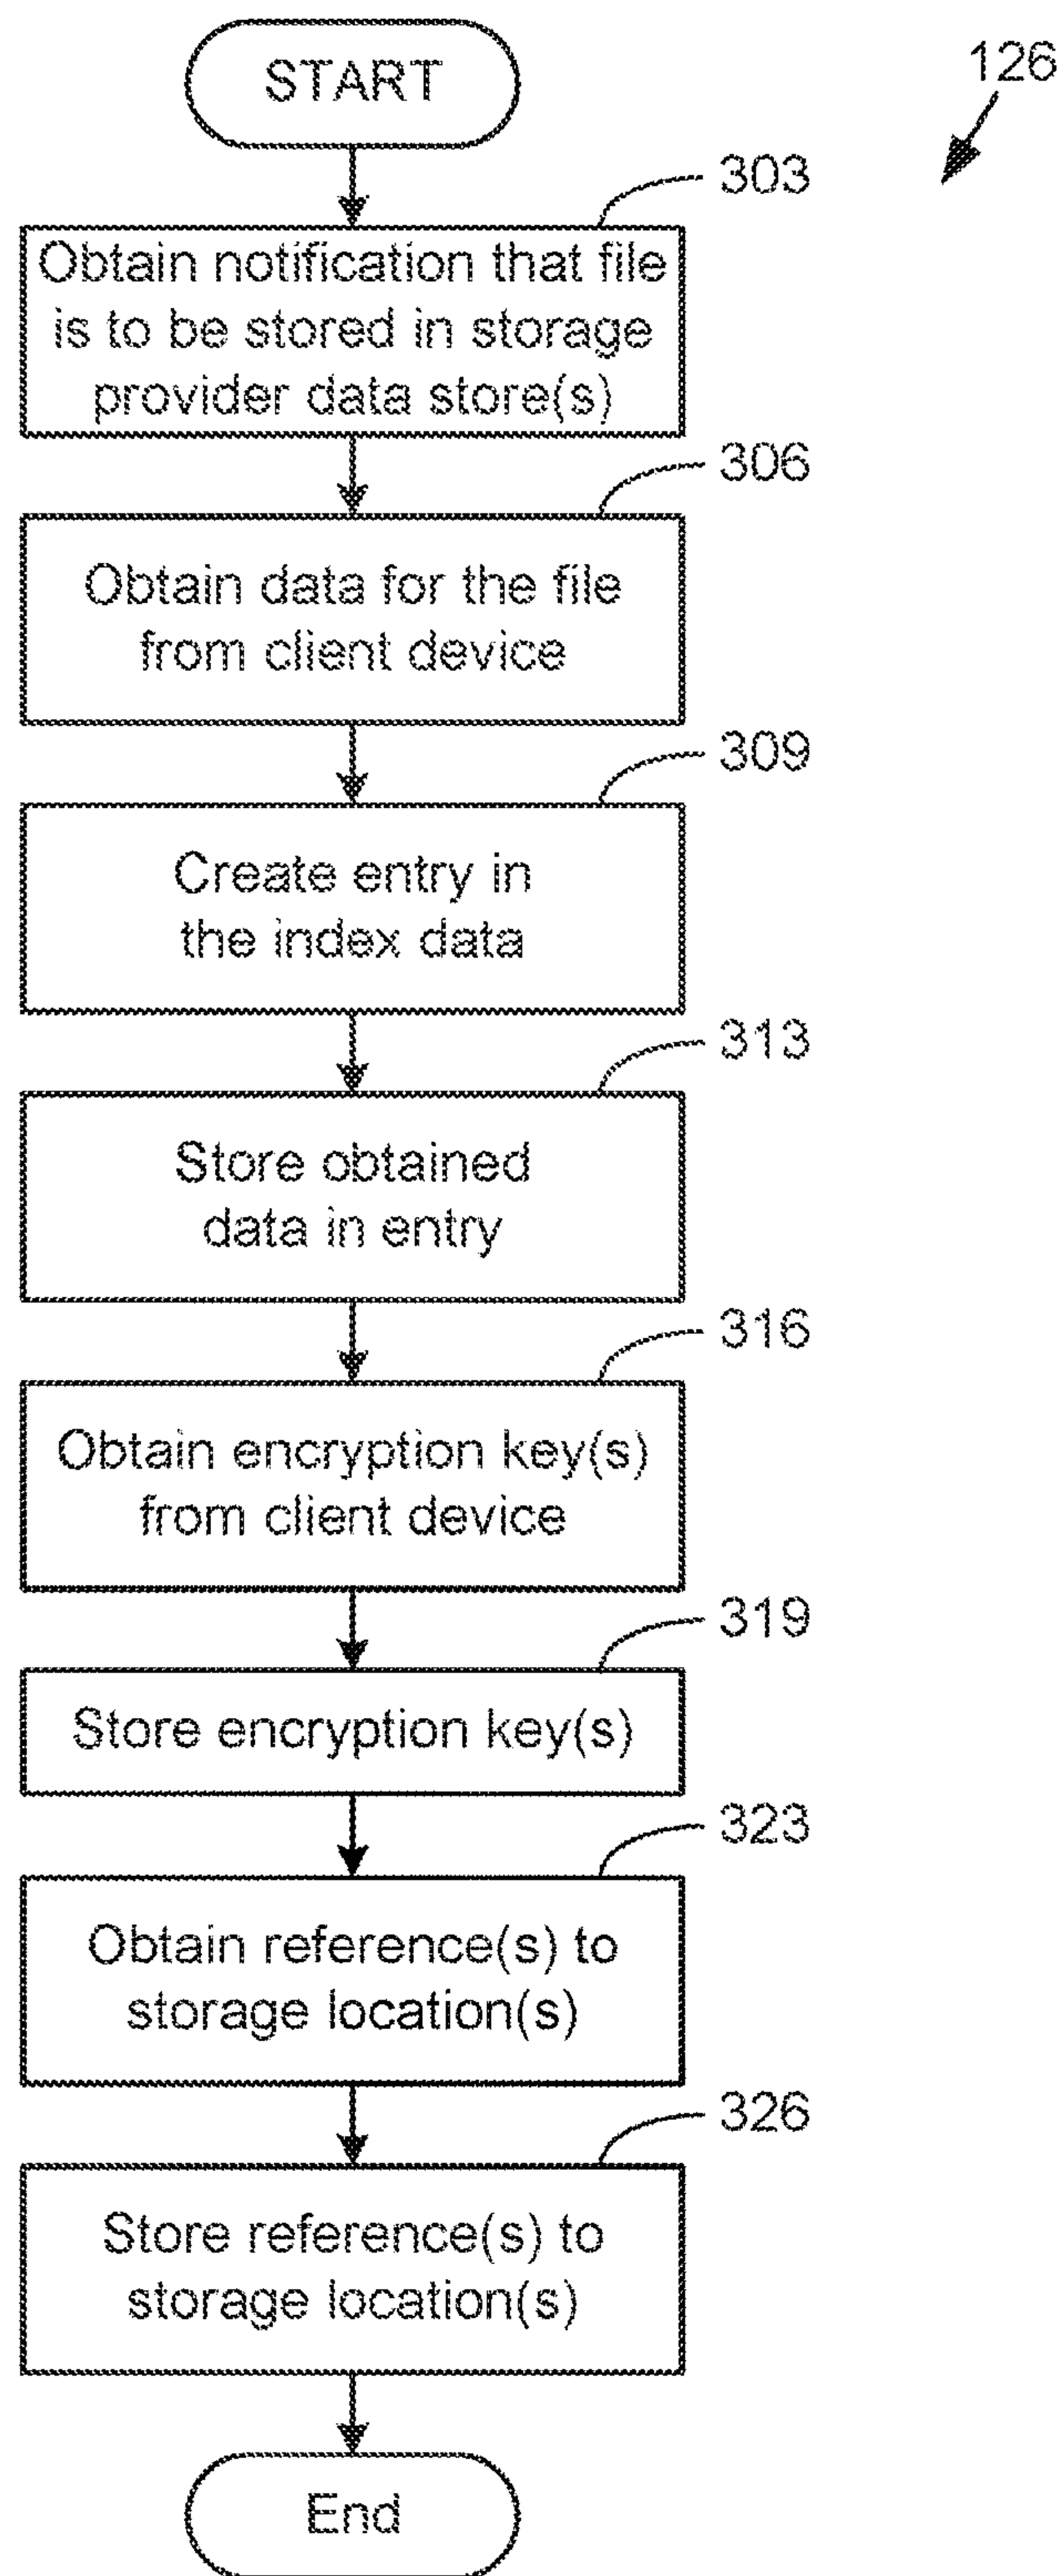 START
126
303
Obtain notification that file
is to be stored in storage
provider data store(s)
306
Obtain data for the file
from client device
309
Create entry in
the index data
313
Store obtained
data in entry
316
Obtain encryption key(s)
from client device
319
Store encryption key(s)
323
Obtain reference(s) to
storage location(s)
326
Store reference(s) to
storage location(s)
End